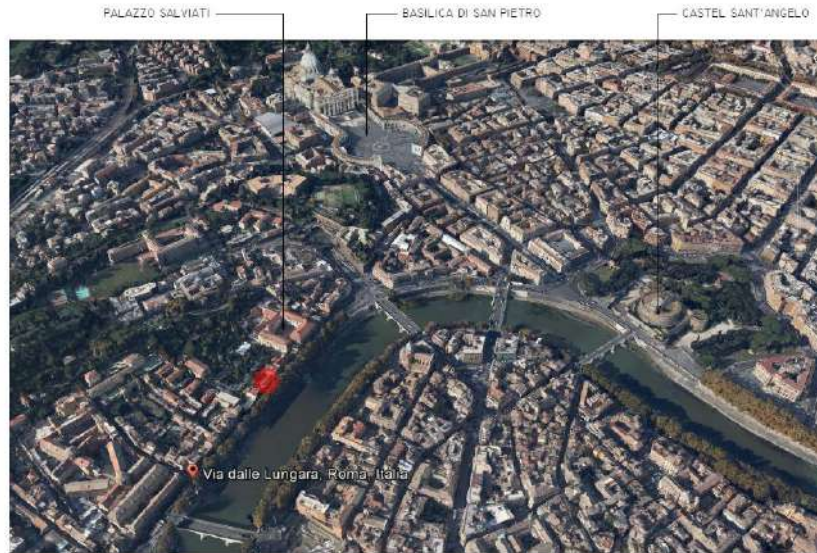 PALAZZO SALVIATI
BASILICA DI SAN PIETRO
CASTEL SANT'ANGELO
Via dalle Lungara, Roma, Italia